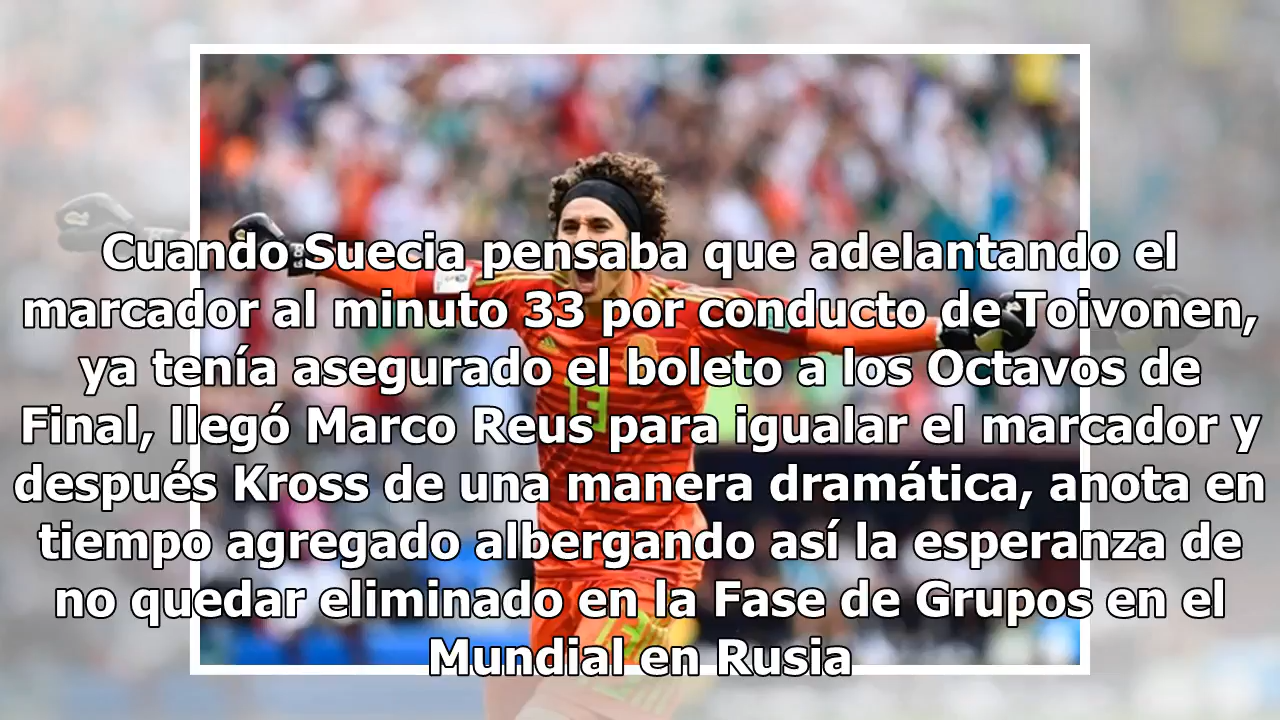 Cuando Suecia pensaba que adelantando el
marcador al minuto 33 por conducto de Toivonen,
ya tenía asegurado el boleto a los Octavos de
Final, llegó Marco Reus para igualar el marcador y
después Kross de una manera dramática, anota en
tiempo agregado albergando así la esperanza de
no quedar eliminado en la Fase de Grupos en el
Mundial en Rusia
13
13